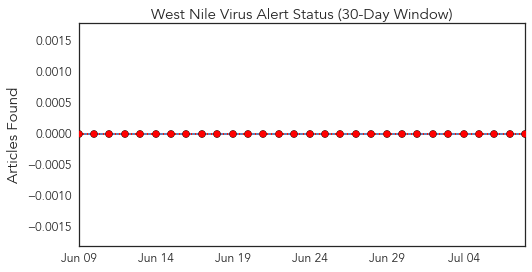 West Nile Virus Alert Status (30-Day Window)
Articles Found
0.0015
0.0010
0.0005
0.0000
−0.0005
−0.0010
−0.0015
Jun 09 Jun 14 Jun 19 Jun 24 Jun 29 Jul 04